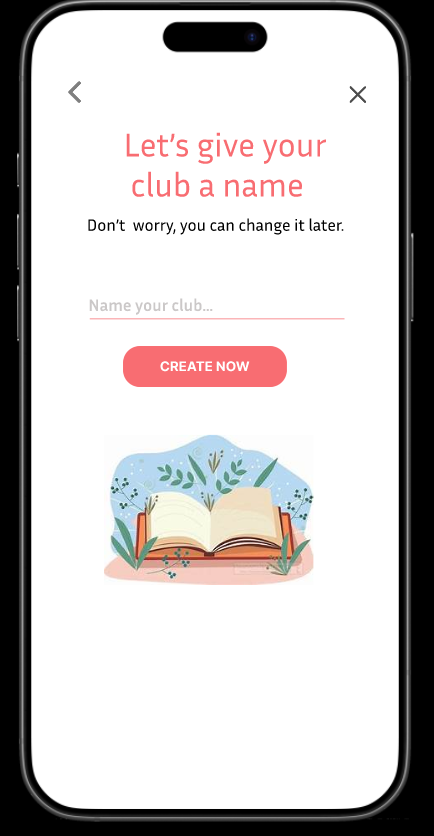 Let's give your
club a name
Don't  worry, you can change it later.
Name your club...
CREATE NOW